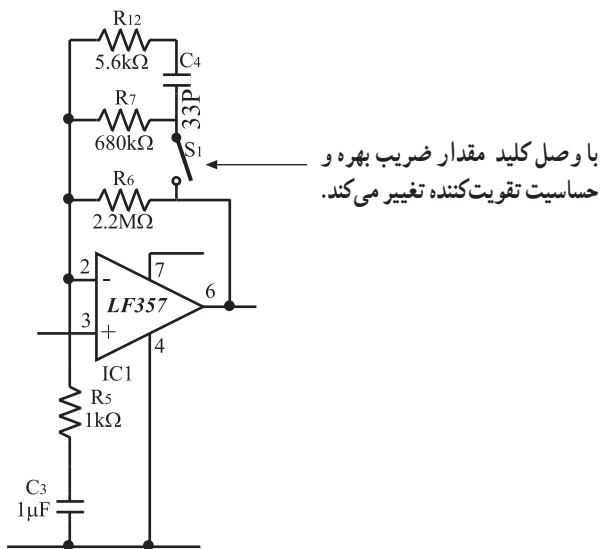 R12
5.6kΩ
C4
R7
33P
680kΩ
S1
با وصل کلید مقدار ضریب بهره و
حساسیت تقویت‌کننده تغییر می‌کند.
R6
2.2MΩ
2
7
-
6
LF357
3
+
4
IC1
R5
1kΩ
C3
1µF